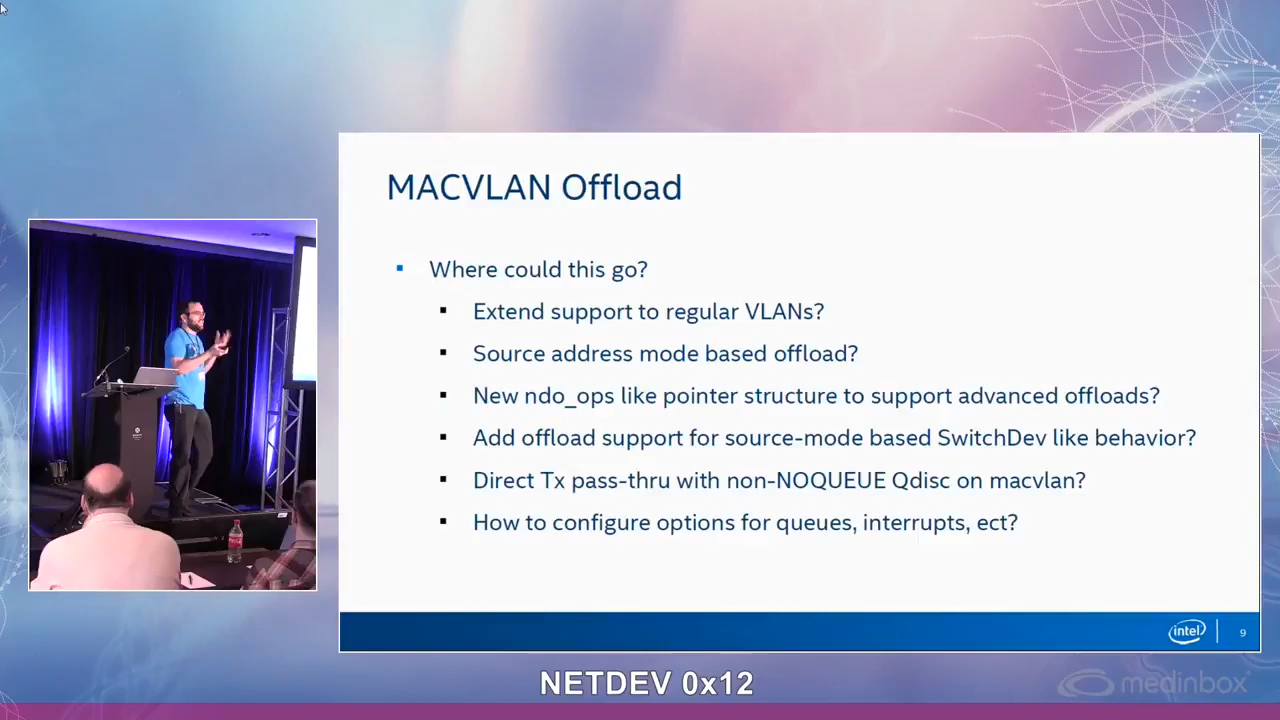 MACVLAN Offload
Where could this go?
Extend support to regular VLANs?
Source address mode based offload?
New ndo_ops like pointer structure to support advanced offloads?
Add offload support for source-mode based SwitchDev like behavior?
Direct Tx pass-thru with non-NOQUEUE Qdisc on macvlan?
How to configure options for queues, interrupts, ect?
intel
9
NETDEV 0x12
medinbox